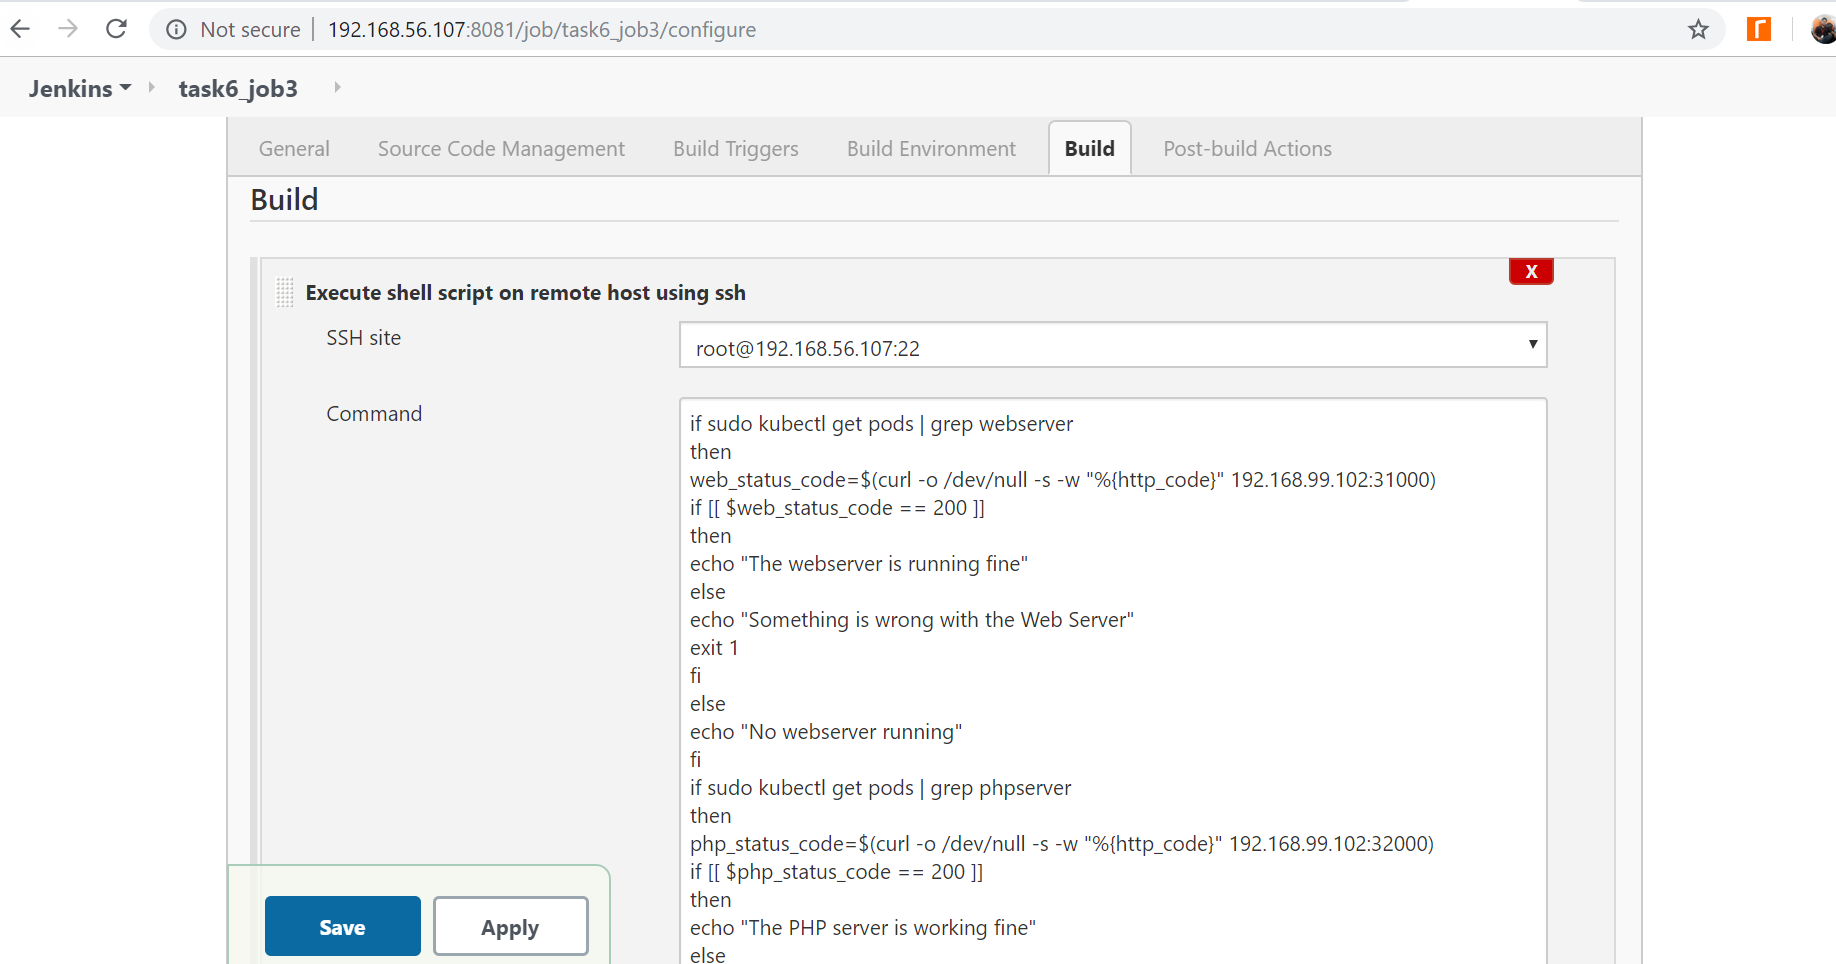 Not secure | 192.168.56.107:8081/job/task6_job3/configure
Jenkins task6_job3
General Source Code Management Build Triggers Build Environment Build Post-build Actions
Build
X
Execute shell script on remote host using ssh
SSH site root@192.168.56.107:22
Command
if sudo kubectl get pods | grep webserver
then
web_status_code=$(curl -o /dev/null -s -w "%{http_code}" 192.168.99.102:31000)
if [[ $web_status_code == 200 ]]
then
echo "The webserver is running fine"
else
echo "Something is wrong with the Web Server"
exit 1
fi
else
echo "No webserver running"
fi
if sudo kubectl get pods | grep phpserver
then
php_status_code=$(curl -o /dev/null -s -w "%{http_code}" 192.168.99.102:32000)
if [[ $php_status_code == 200 ]]
then
echo "The PHP server is working fine"
else
Save Apply